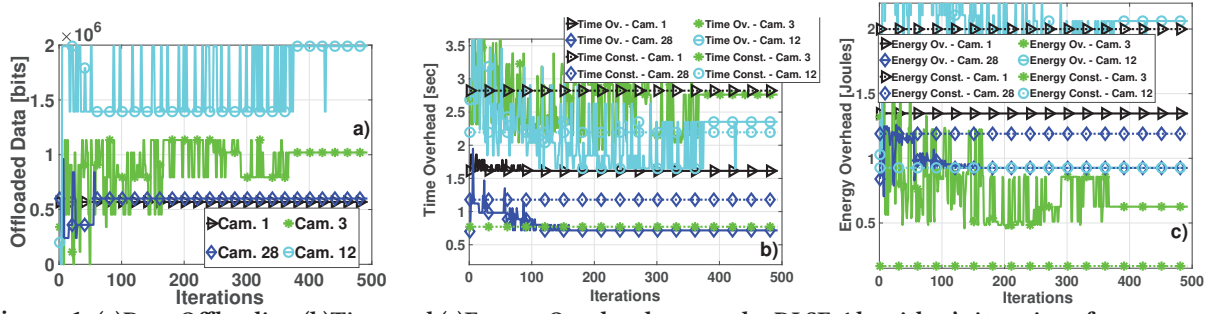 × 10⁶
2
1.5
1
0.5
0
0 100 200 300 400 500
Iterations
Offloaded Data [bits]
a)
Cam. 1
Cam. 3
Cam. 28
Cam. 12
3.5
3
2.5
2
1.5
1
0.5
0 100 200 300 400 500
Iterations
Time Overhead [sec]
b)
Time Ov. - Cam. 1
Time Ov. - Cam. 3
Time Ov. - Cam. 28
Time Ov. - Cam. 12
Time Const. - Cam. 1
Time Const. - Cam. 3
Time Const. - Cam. 28
Time Const. - Cam. 12
2
1.5
1
0.5
0 100 200 300 400 500
Iterations
Energy Overhead [Joules]
c)
Energy Ov. - Cam. 1
Energy Ov. - Cam. 3
Energy Ov. - Cam. 28
Energy Ov. - Cam. 12
Energy Const. - Cam. 1
Energy Const. - Cam. 3
Energy Const. - Cam. 28
Energy Const. - Cam. 12